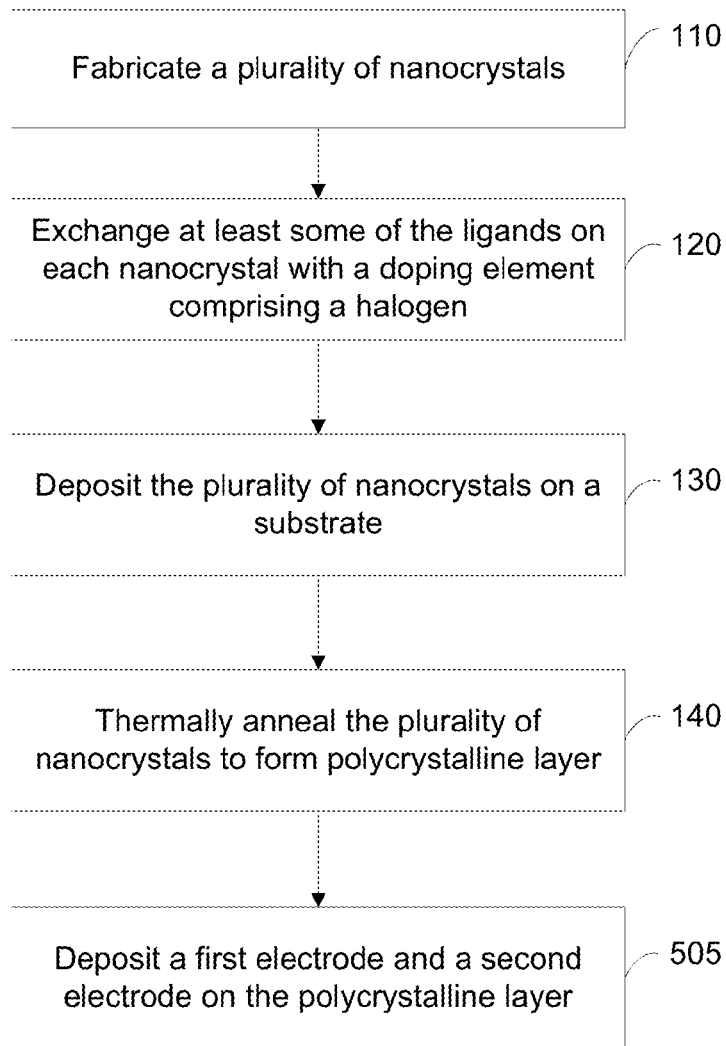 Fabricate a plurality of nanocrystals
110
Exchange at least some of the ligands on
each nanocrystal with a doping element
comprising a halogen
120
Deposit the plurality of nanocrystals on a
substrate
130
Thermally anneal the plurality of
nanocrystals to form polycrystalline layer
140
Deposit a first electrode and a second
electrode on the polycrystalline layer
505